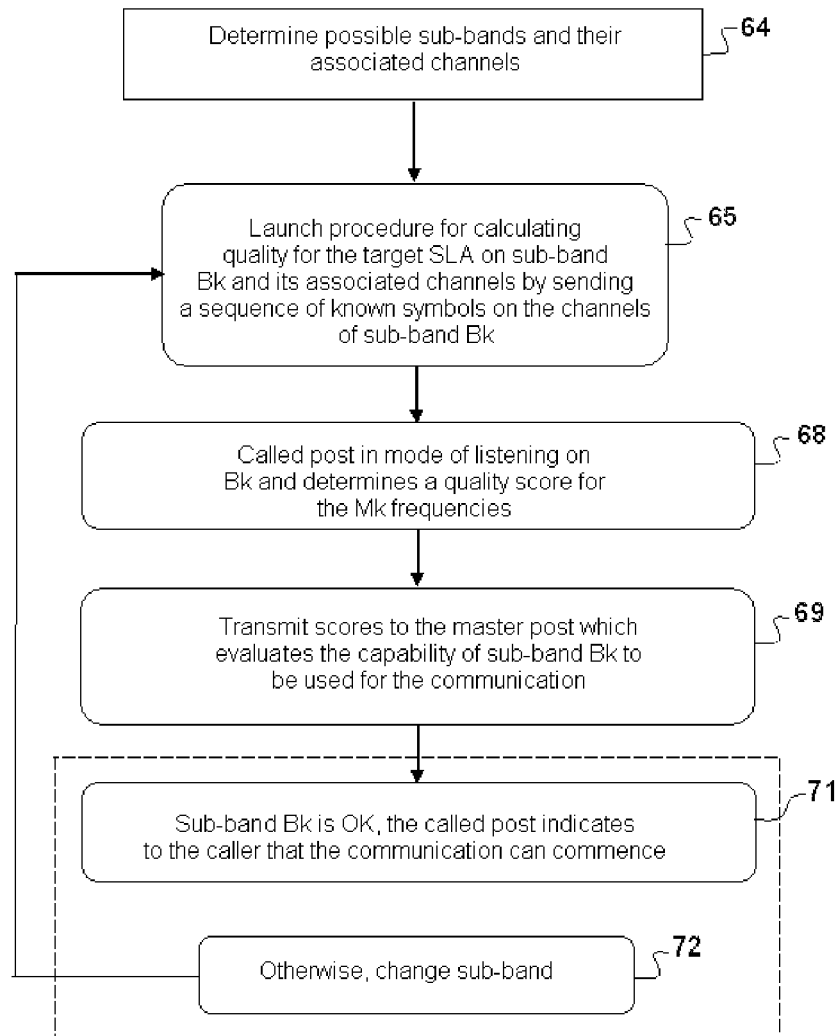 Determine possible sub-bands and their
associated channels
64
Launch procedure for calculating
quality for the target SLA on sub-band
Bk and its associated channels by sending
a sequence of known symbols on the channels
of sub-band Bk
65
Called post in mode of listening on
Bk and determines a quality score for
the Mk frequencies
68
Transmit scores to the master post which
evaluates the capability of sub-band Bk to
be used for the communication
69
Sub-band Bk is OK, the called post indicates
to the caller that the communication can commence
71
Otherwise, change sub-band
72